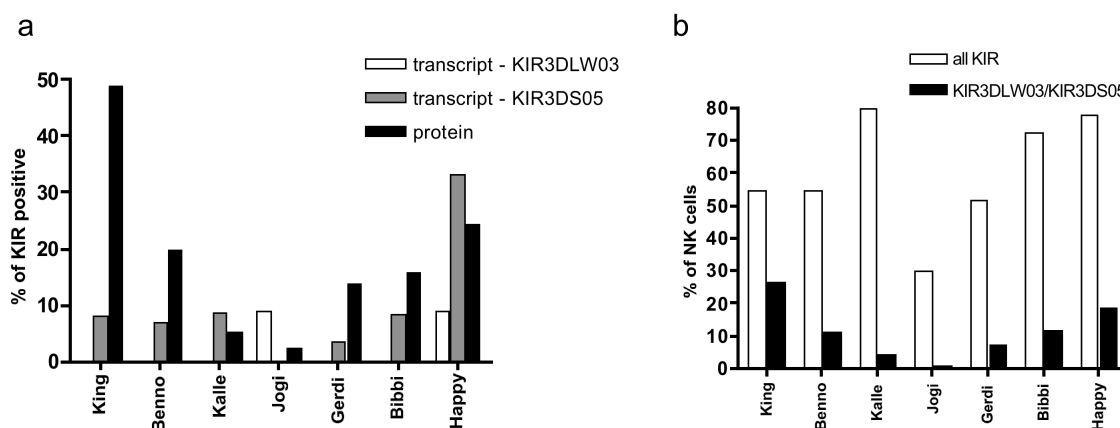 a
transcript - KIR3DLW03
transcript - KIR3DS05
protein
% of KIR positive
50
40
30
20
10
0
King
Benno
Kalle
Jogi
Gerdi
Bibbi
Happy
b
all KIR
KIR3DLW03/KIR3DS05
% of NK cells
80
70
60
50
40
30
20
10
0
King
Benno
Kalle
Jogi
Gerdi
Bibbi
Happy